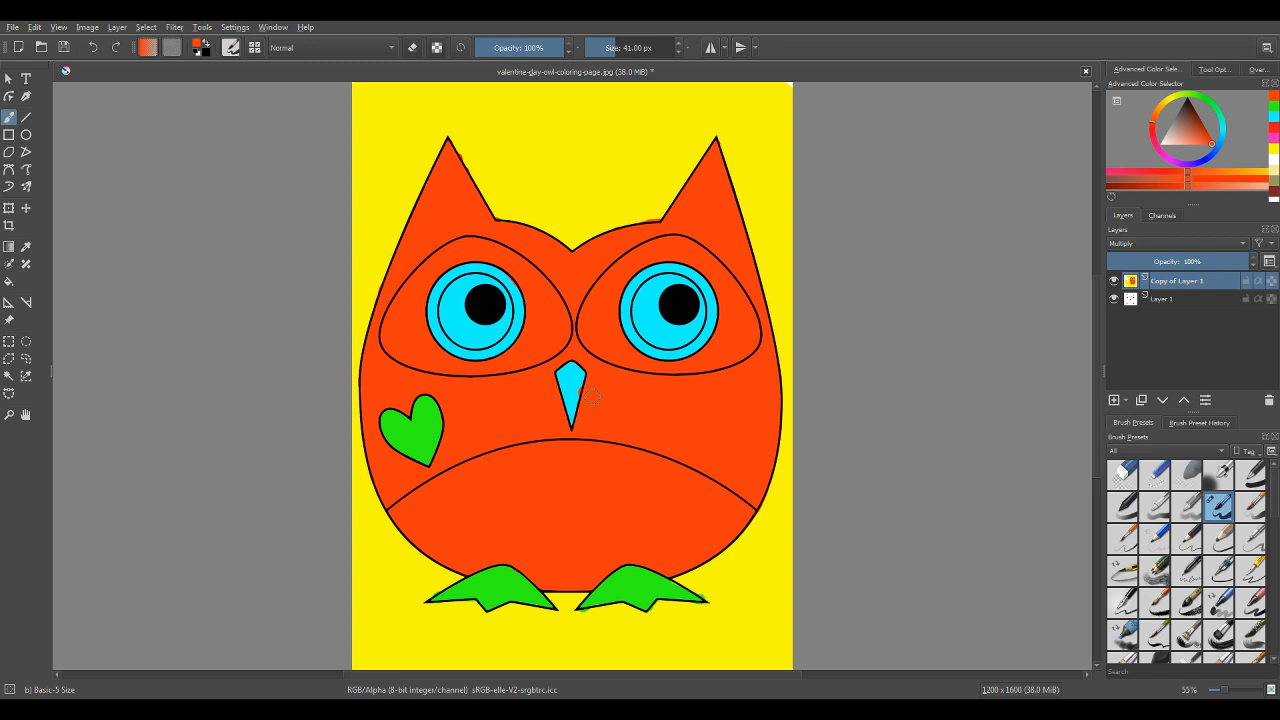 File Edit View Image Layer Select Filter Tools Settings Window Help
Normal Opacity: 100% Size: 41.00 px
valentine-day-owl-coloring-page.jpg (38.0 MiB) *
Advanced Color Sele... Tool Opt... Over...
Advanced Color Selector
Layers Channels
Layers
Multiply
Opacity: 100%
Copy of Layer 1
Layer 1
Brush Presets Brush Preset History
Brush Presets
All Tag
Search
b) Basic-5 Size RGB/Alpha (8-bit integer/channel) sRGB-elle-V2-srgbtrc.icc 1200 x 1600 (38.0 MiB) 55%